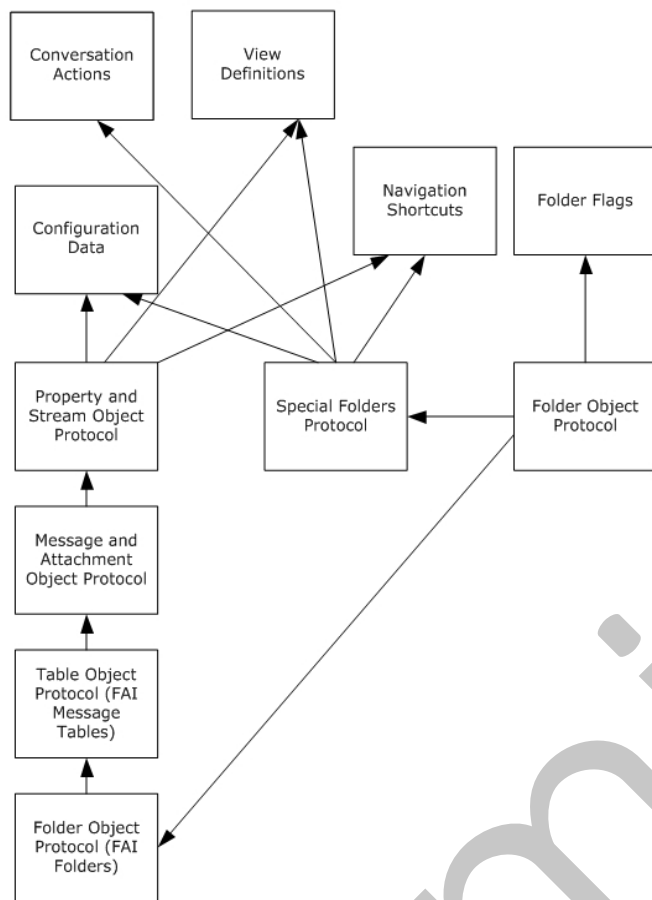 Conversation
Actions
View
Definitions
Configuration
Data
Navigation
Shortcuts
Folder Flags
Property and
Stream Object
Protocol
Special Folders
Protocol
Folder Object
Protocol
Message and
Attachment
Object Protocol
Table Object
Protocol (FAI
Message
Tables)
Folder Object
Protocol (FAI
Folders)